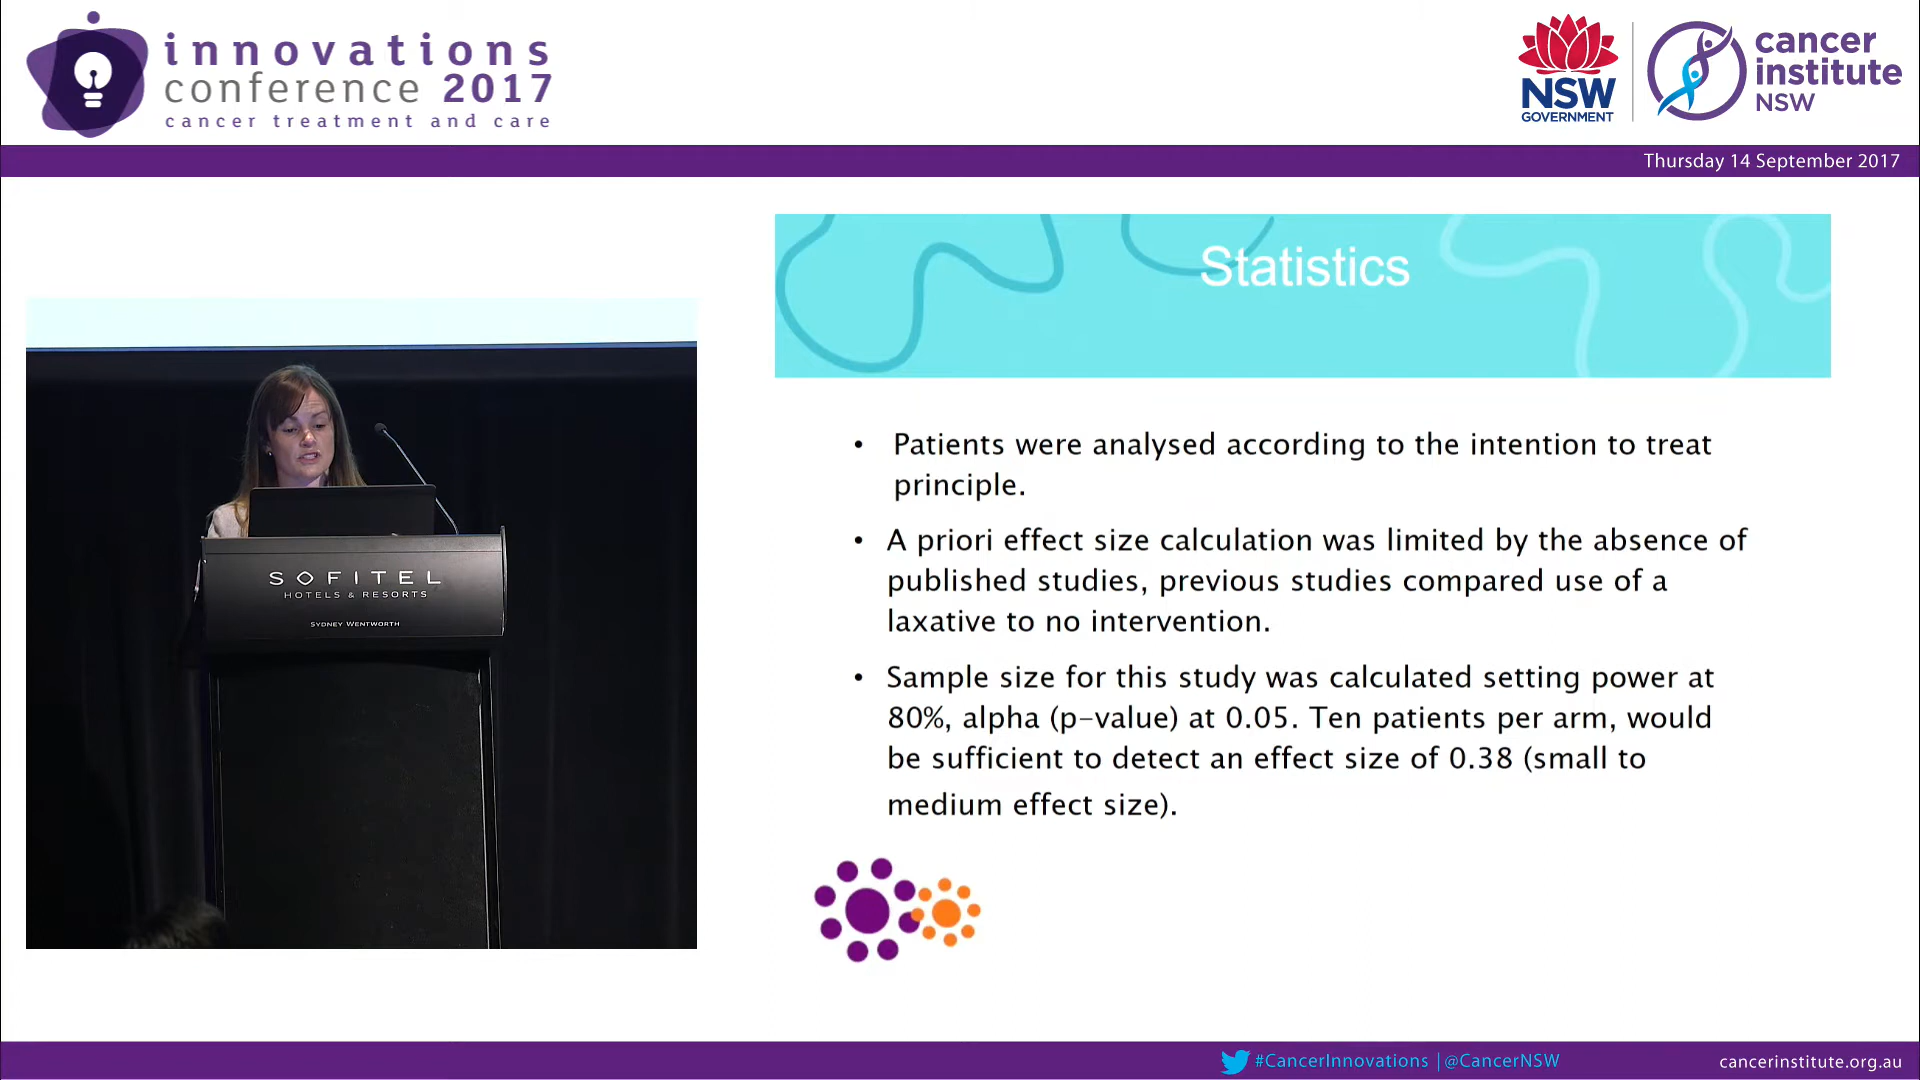 innovations
conference 2017
cancer treatment and care
NSW
GOVERNMENT
cancer
institute
NSW
Thursday 14 September 2017
Statistics
• Patients were analysed according to the intention to treat
principle.
• A priori effect size calculation was limited by the absence of
published studies, previous studies compared use of a
laxative to no intervention.
• Sample size for this study was calculated setting power at
80%, alpha (p-value) at 0.05. Ten patients per arm, would
be sufficient to detect an effect size of 0.38 (small to
medium effect size).
SOFITEL
HOTELS & RESORTS
SYDNEY WENTWORTH
#CancerInnovations | @CancerNSW
cancerinstitute.org.au